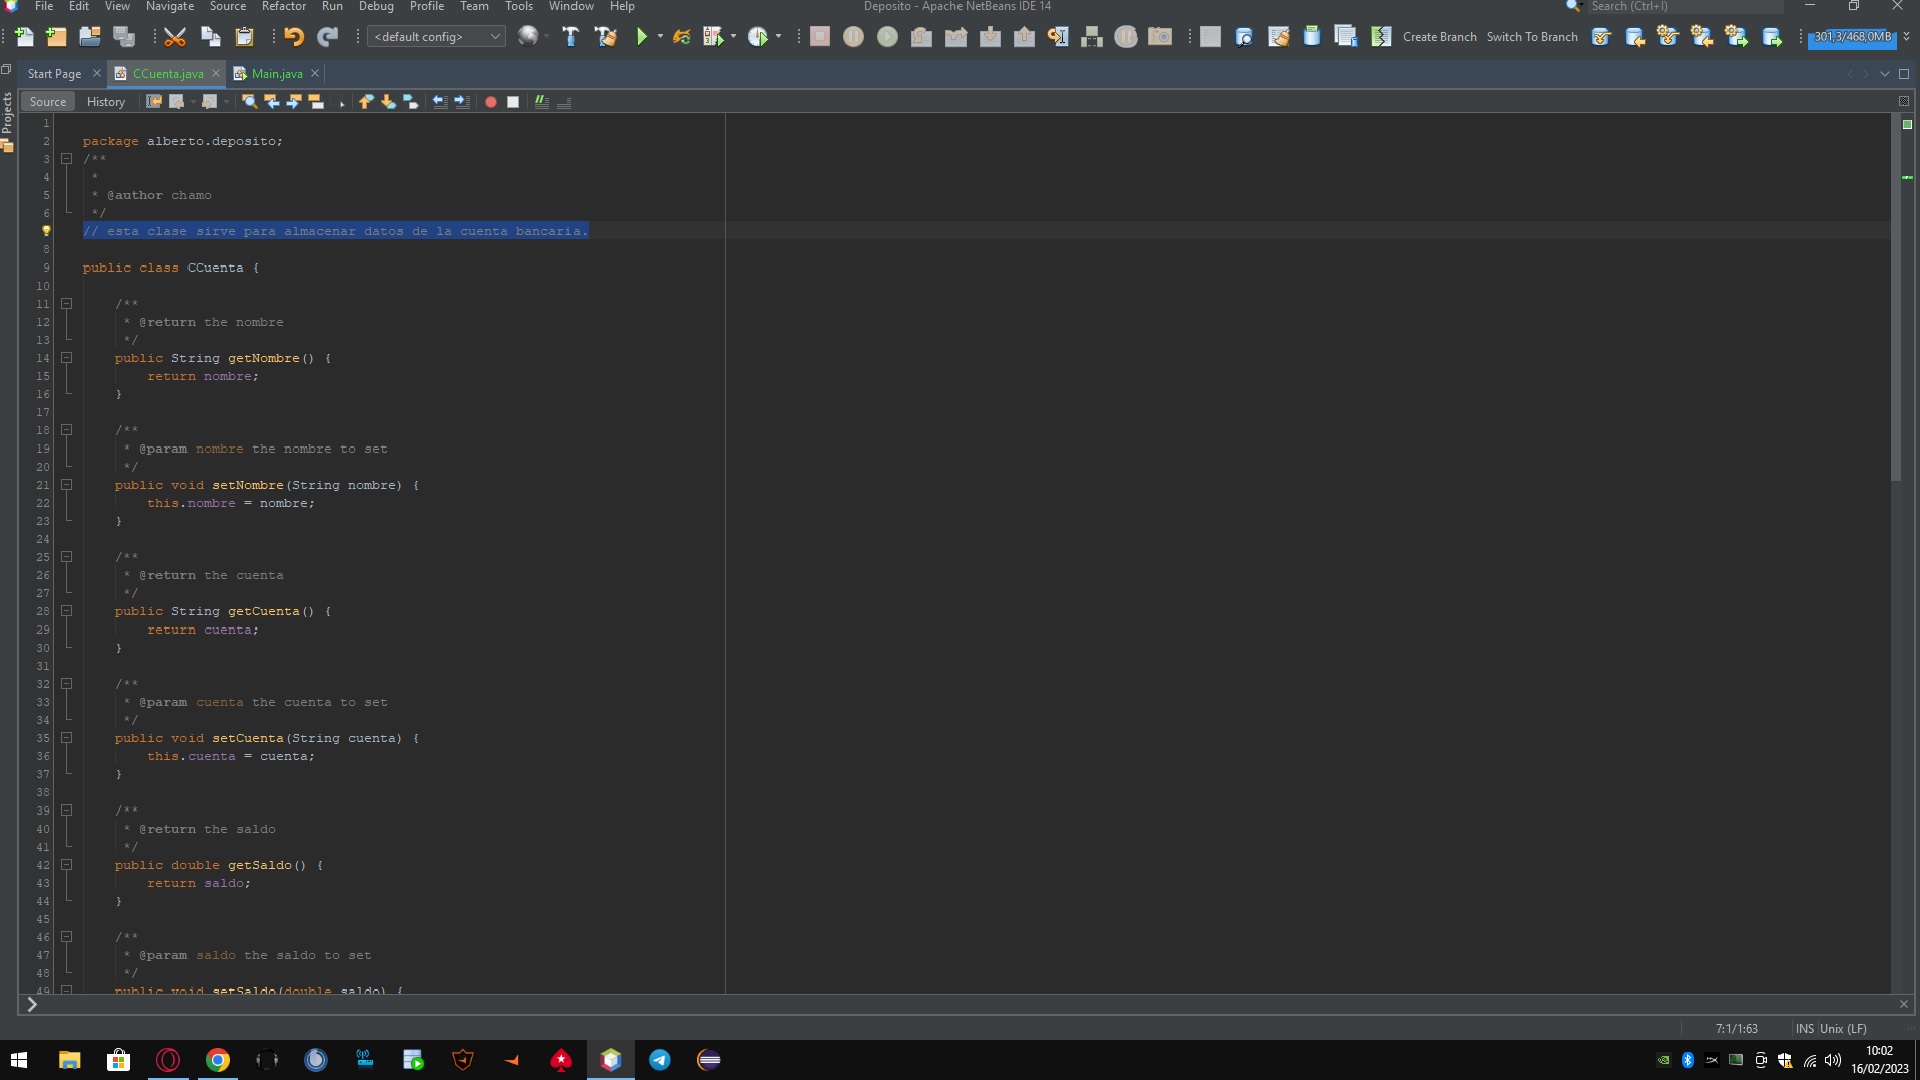 File Edit View Navigate Source Refactor Run Debug Profile Team Tools Window Help
Deposito - Apache NetBeans IDE 14
Search (Ctrl+I)
<default config>
Create Branch Switch To Branch
301,3/468,0MB
Start Page
CCuenta.java
Main.java
Projects
Source History
1
2 package alberto.deposito;
3 /**
4 *
5 * @author chamo
6 */
// esta clase sirve para almacenar datos de la cuenta bancaria.
8
9 public class CCuenta {
10
11 /**
12 * @return the nombre
13 */
14 public String getNombre() {
15 return nombre;
16 }
17
18 /**
19 * @param nombre the nombre to set
20 */
21 public void setNombre(String nombre) {
22 this.nombre = nombre;
23 }
24
25 /**
26 * @return the cuenta
27 */
28 public String getCuenta() {
29 return cuenta;
30 }
31
32 /**
33 * @param cuenta the cuenta to set
34 */
35 public void setCuenta(String cuenta) {
36 this.cuenta = cuenta;
37 }
38
39 /**
40 * @return the saldo
41 */
42 public double getSaldo() {
43 return saldo;
44 }
45
46 /**
47 * @param saldo the saldo to set
48 */
49 public void setSaldo(double saldo) {
7:1/1:63
INS Unix (LF)
10:02
16/02/2023